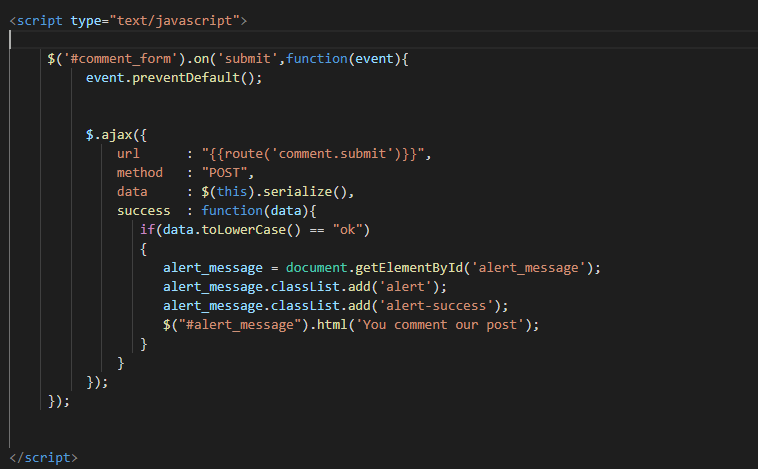 <script type="text/javascript">
$('#comment_form').on('submit',function(event){
event.preventDefault();
$.ajax({
url : "{{route('comment.submit')}}",
method : "POST",
data : $(this).serialize(),
success : function(data){
if(data.toLowerCase() == "ok")
{
alert_message = document.getElementById('alert_message');
alert_message.classList.add('alert');
alert_message.classList.add('alert-success');
$("#alert_message").html('You comment our post');
}
}
});
});
</script>